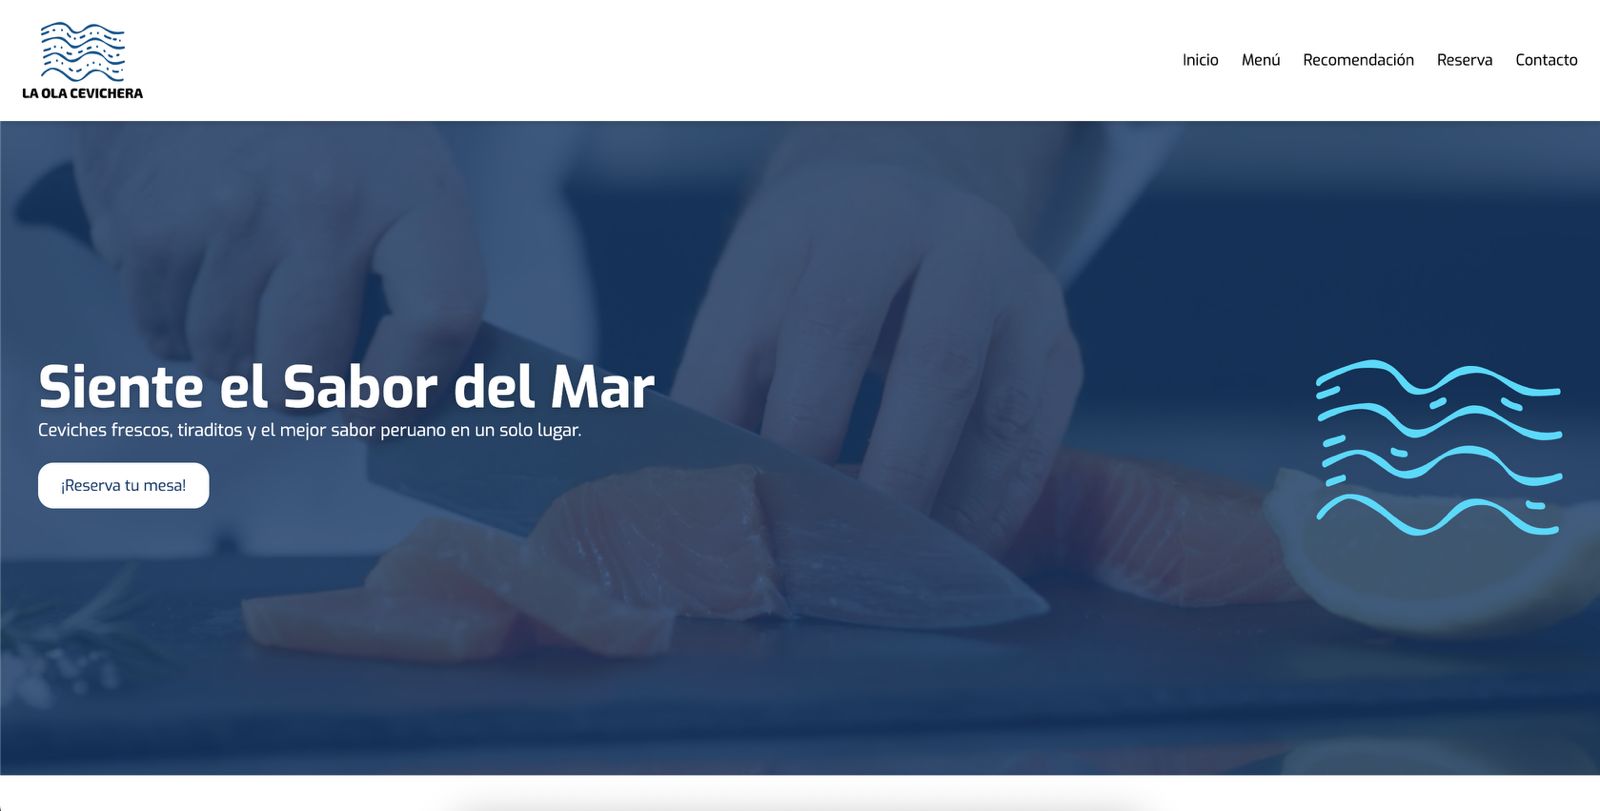 LA OLA CEVICHERA
Inicio Menú Recomendación Reserva Contacto
Siente el Sabor del Mar
Ceviches frescos, tiraditos y el mejor sabor peruano en un solo lugar.
¡Reserva tu mesa!